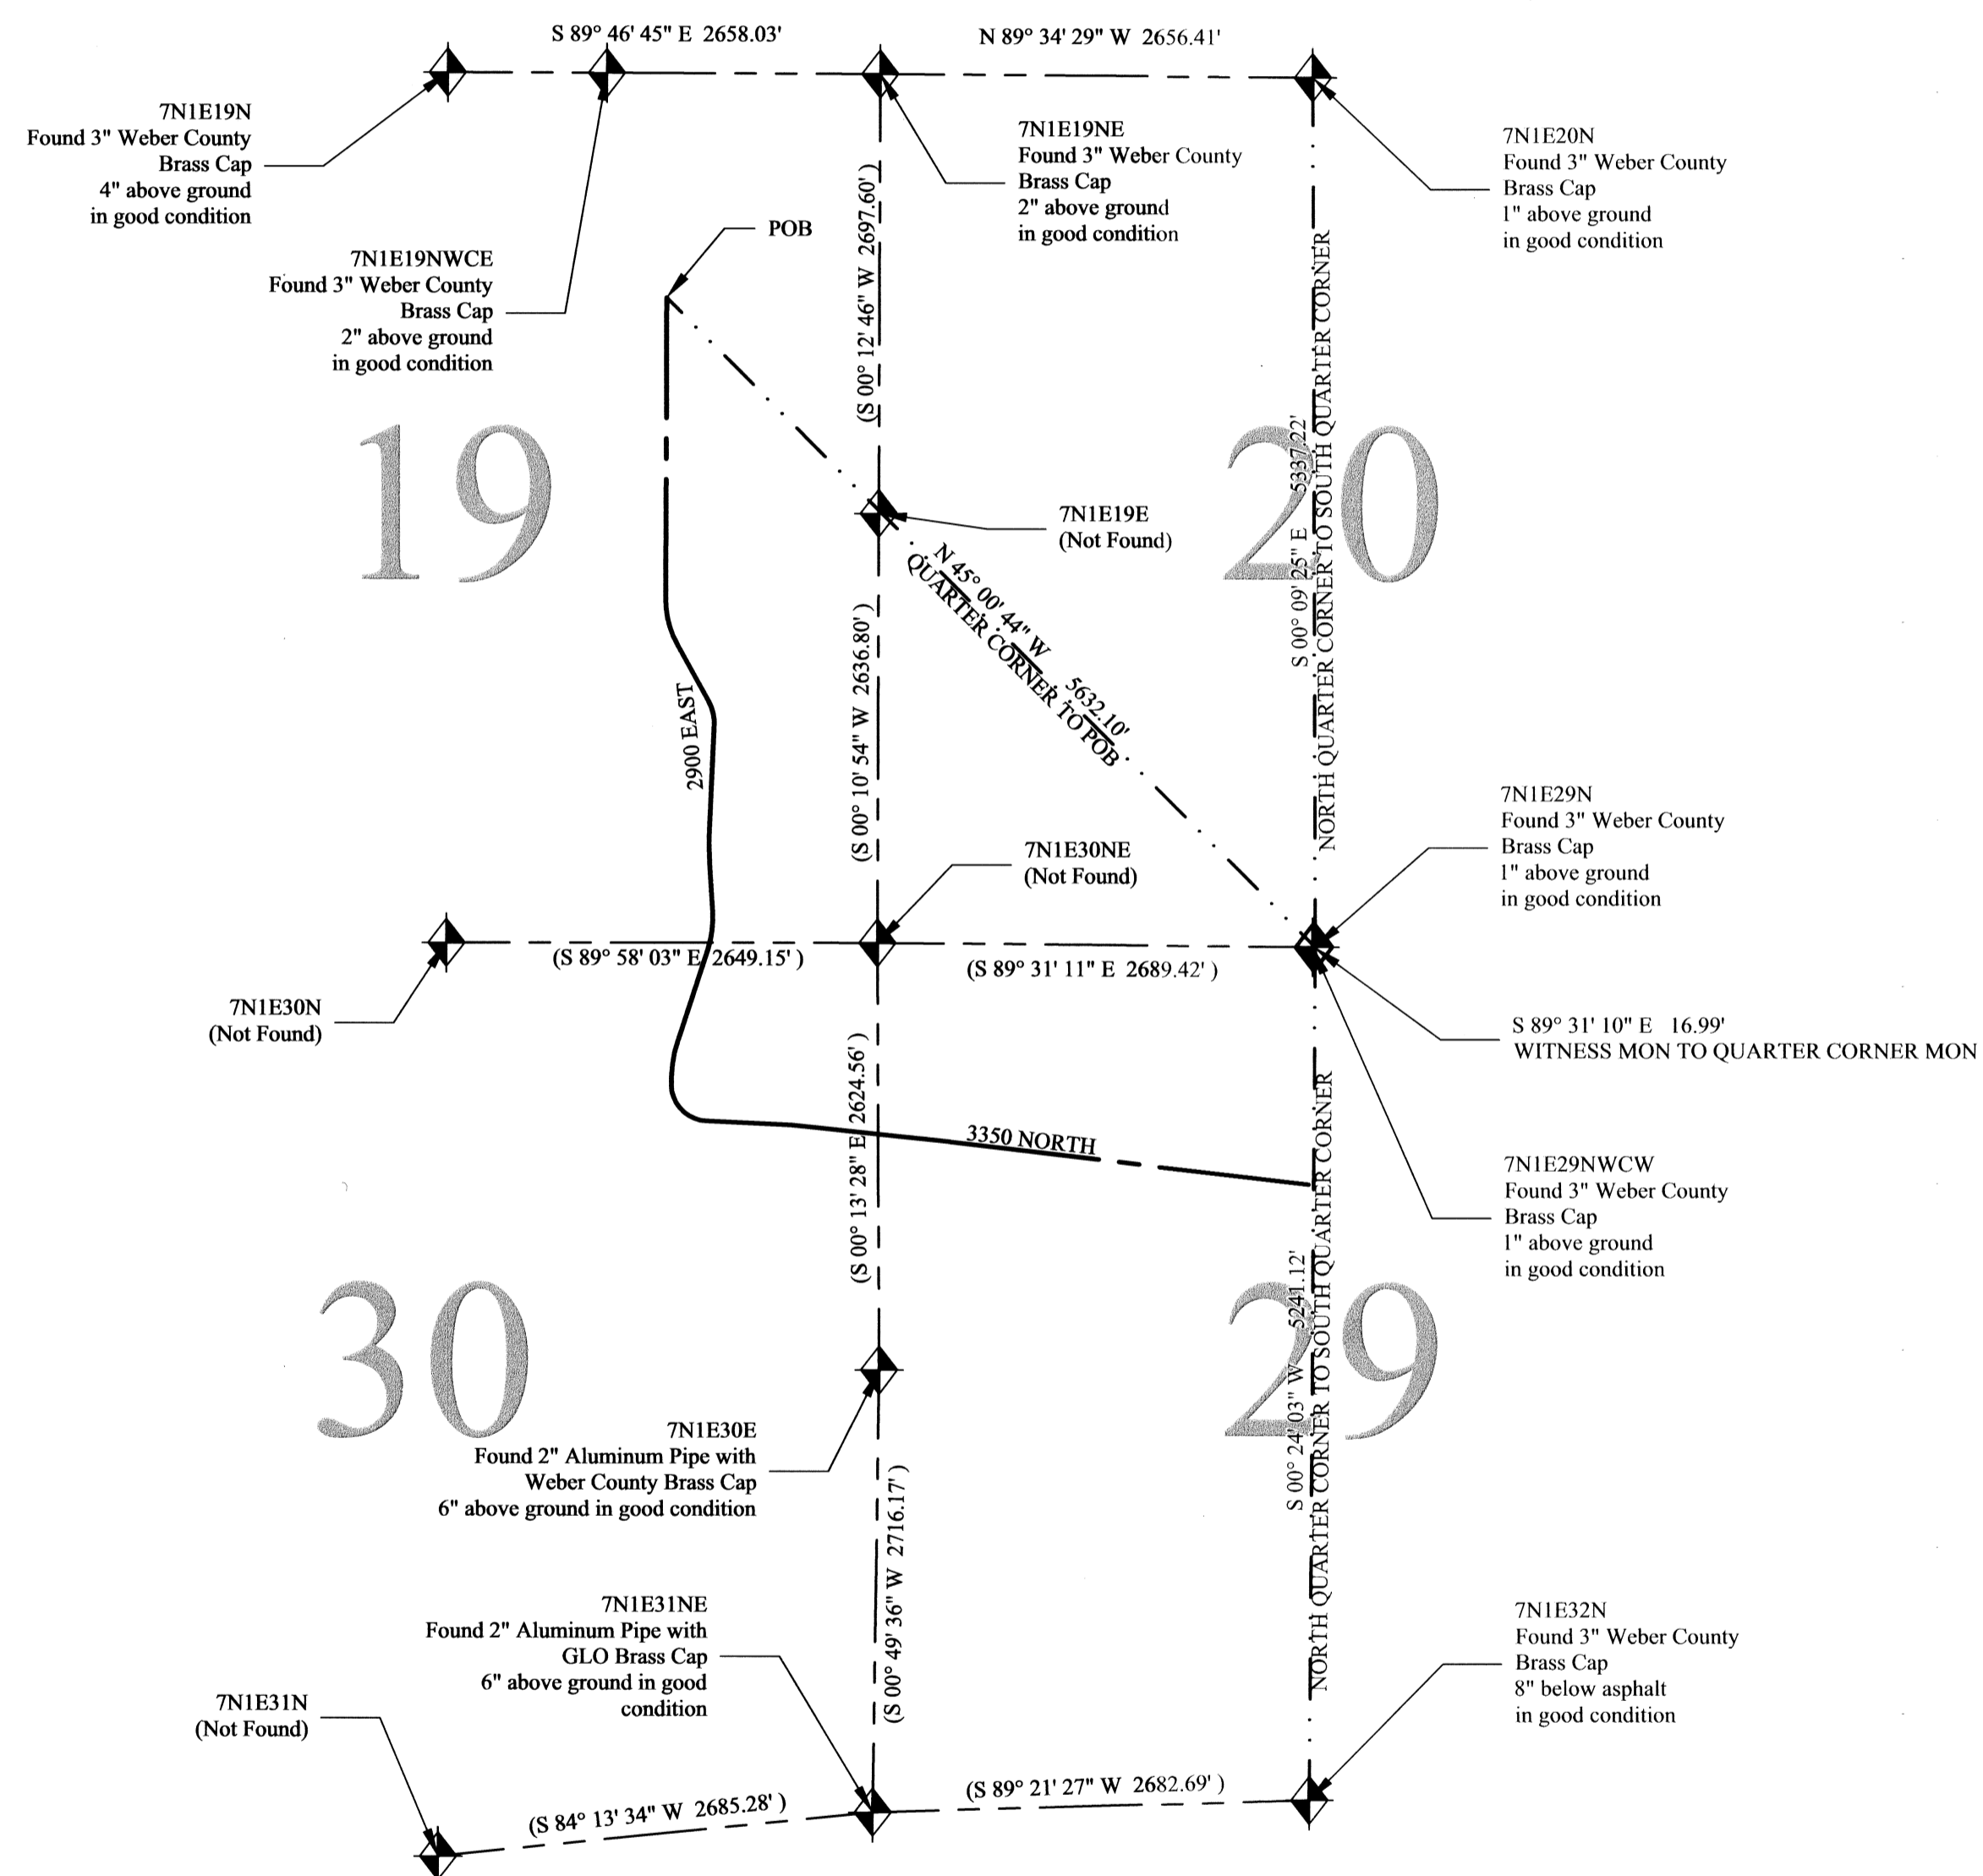 S 89° 46' 45" E  2658.03'
N 89° 34' 29" W  2656.41'
7N1E19N
Found 3" Weber County
Brass Cap
4" above ground
in good condition
7N1E19NWCE
Found 3" Weber County
Brass Cap
2" above ground
in good condition
POB
7N1E19NE
Found 3" Weber County
Brass Cap
2" above ground
in good condition
7N1E20N
Found 3" Weber County
Brass Cap
1" above ground
in good condition
(S 00° 12' 46" W  2697.60')
19
20
S 00° 09' 25" E  5337.22'
NORTH QUARTER CORNER TO SOUTH QUARTER CORNER
7N1E19E
(Not Found)
N 45° 00' 44" W  5632.10'
QUARTER CORNER TO POB
2900 EAST
(S 00° 10' 54" W  2636.80')
7N1E30NE
(Not Found)
7N1E29N
Found 3" Weber County
Brass Cap
1" above ground
in good condition
(S 89° 58' 03" E  2649.15' )
(S 89° 31' 11" E  2689.42' )
7N1E30N
(Not Found)
S 89° 31' 10" E   16.99'
WITNESS MON TO QUARTER CORNER MON
(S 00° 13' 28" E  2624.56' )
3350 NORTH
7N1E29NWCW
Found 3" Weber County
Brass Cap
1" above ground
in good condition
30
29
S 00° 24' 03" W  5241.12'
NORTH QUARTER CORNER TO SOUTH QUARTER CORNER
7N1E30E
Found 2" Aluminum Pipe with
Weber County Brass Cap
6" above ground in good condition
(S 00° 49' 36" W  2716.17' )
7N1E31NE
Found 2" Aluminum Pipe with
GLO Brass Cap
6" above ground in good
condition
7N1E31N
(Not Found)
7N1E32N
Found 3" Weber County
Brass Cap
8" below asphalt
in good condition
(S 84° 13' 34" W  2685.28' )
(S 89° 21' 27" W  2682.69' )